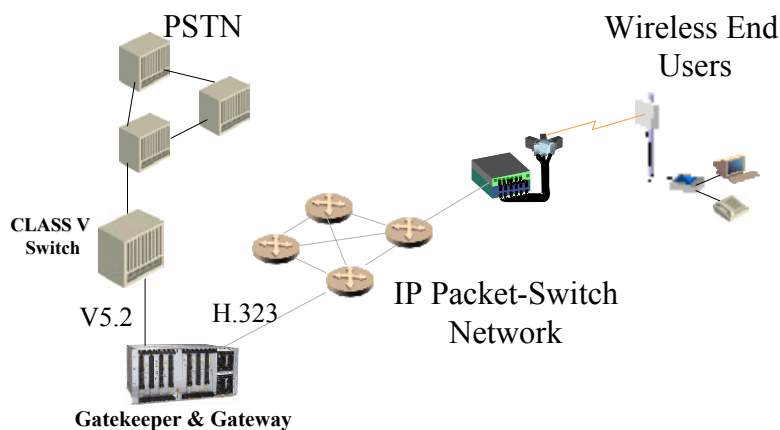 PSTN
Wireless End
Users
CLASS V
Switch
V5.2
H.323
IP Packet-Switch
Network
Gatekeeper & Gateway